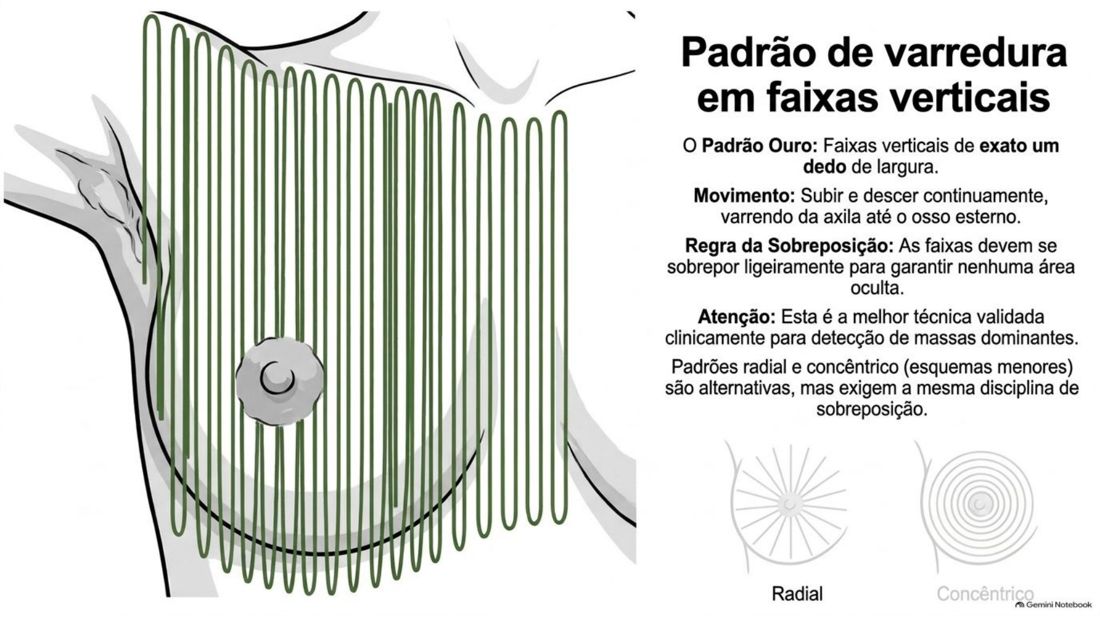 Padrão de varredura
em faixas verticais
O Padrão Ouro: Faixas verticais de exato um
dedo de largura.
Movimento: Subir e descer continuamente,
varrendo da axila até o osso esterno.
Regra da Sobreposição: As faixas devem se
sobrepor ligeiramente para garantir nenhuma área
oculta.
Atenção: Esta é a melhor técnica validada
clinicamente para detecção de massas dominantes.
Padrões radial e concêntrico (esquemas menores)
são alternativas, mas exigem a mesma disciplina de
sobreposição.
Radial
Concêntrico
Gemini Notebook